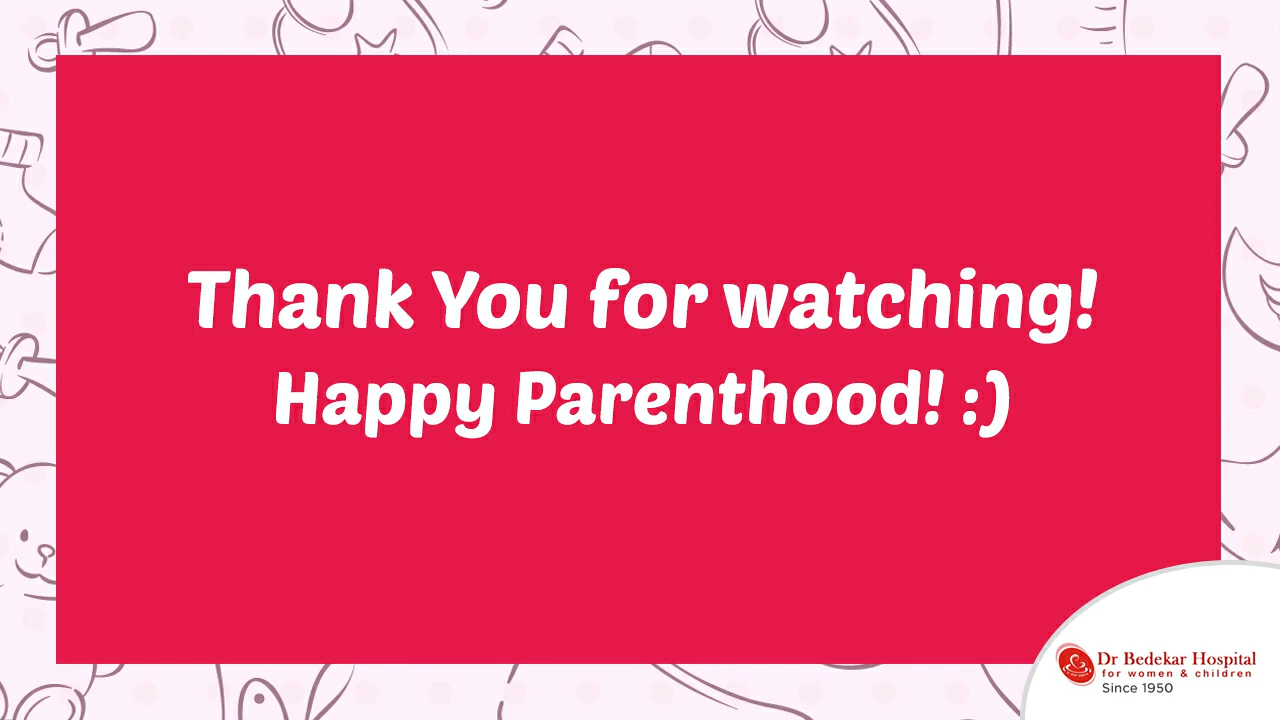 Thank You for watching!
Happy Parenthood! :)
Dr Bedekar Hospital
for women & children
Since 1950